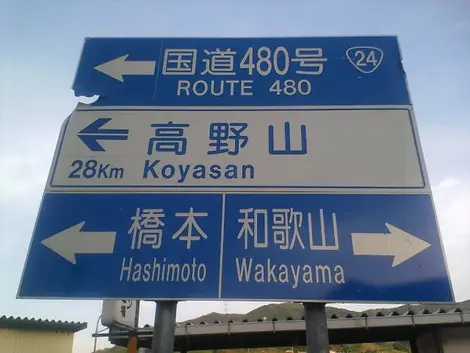 国道480号 24
ROUTE 480
高野山
28Km Koyasan
橋本 和歌山
Hashimoto Wakayama